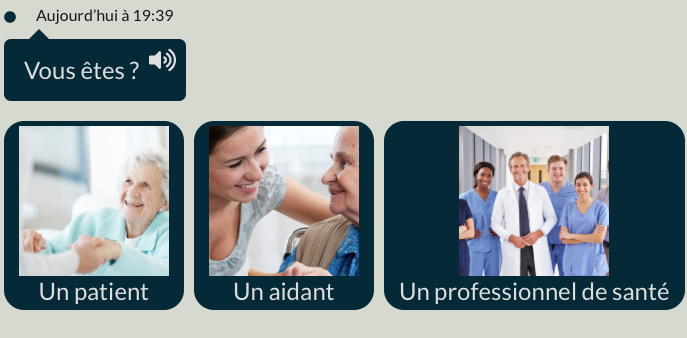 Aujourd’hui à 19:39
Vous êtes ?
Un patient
Un aidant
Un professionnel de santé